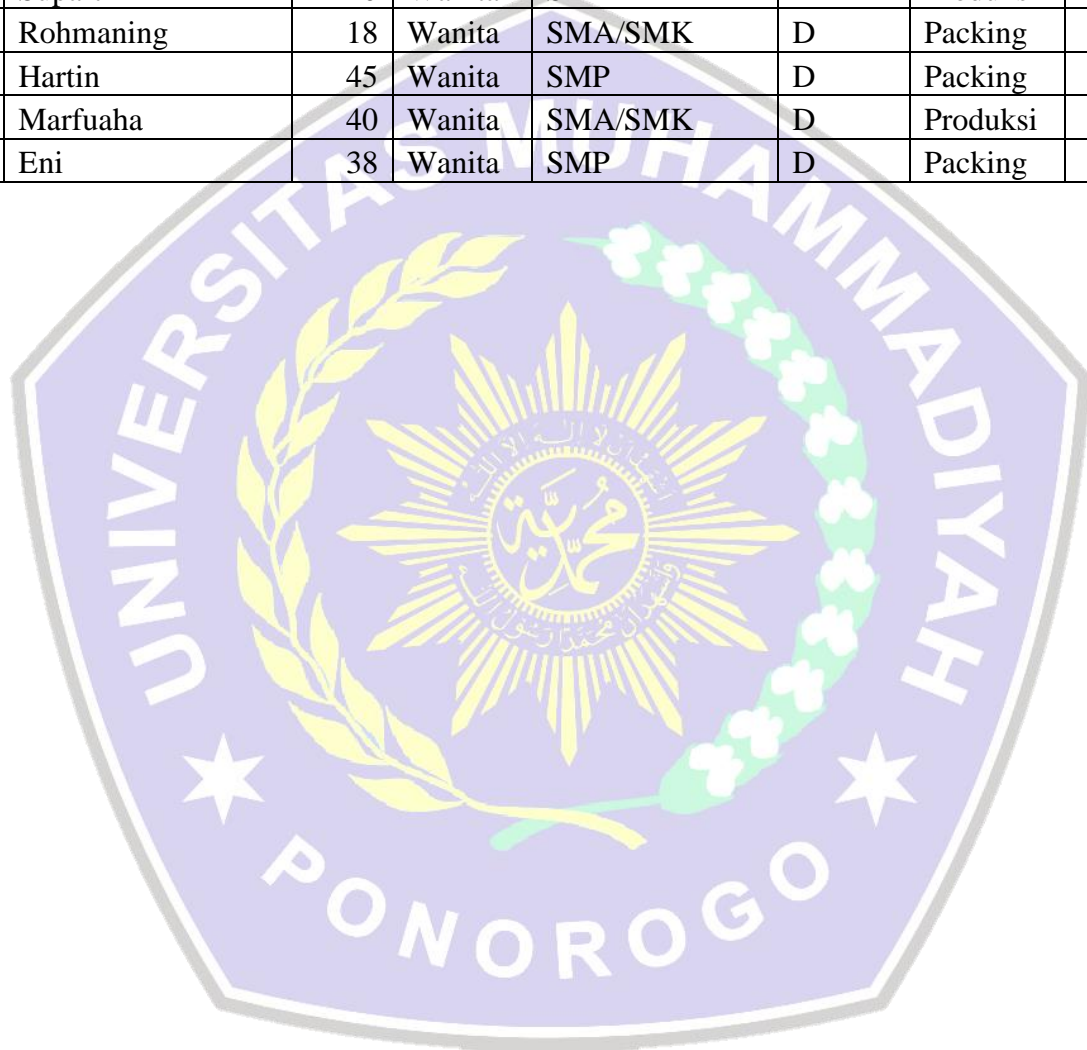 Rohmaning 18 Wanita SMA/SMK D Packing
Hartin 45 Wanita SMP D Packing
Marfuaha 40 Wanita SMA/SMK D Produksi
Eni 38 Wanita SMP D Packing
UNIVERSITAS MUHAMMADIYAH
PONOROGO
محمدية